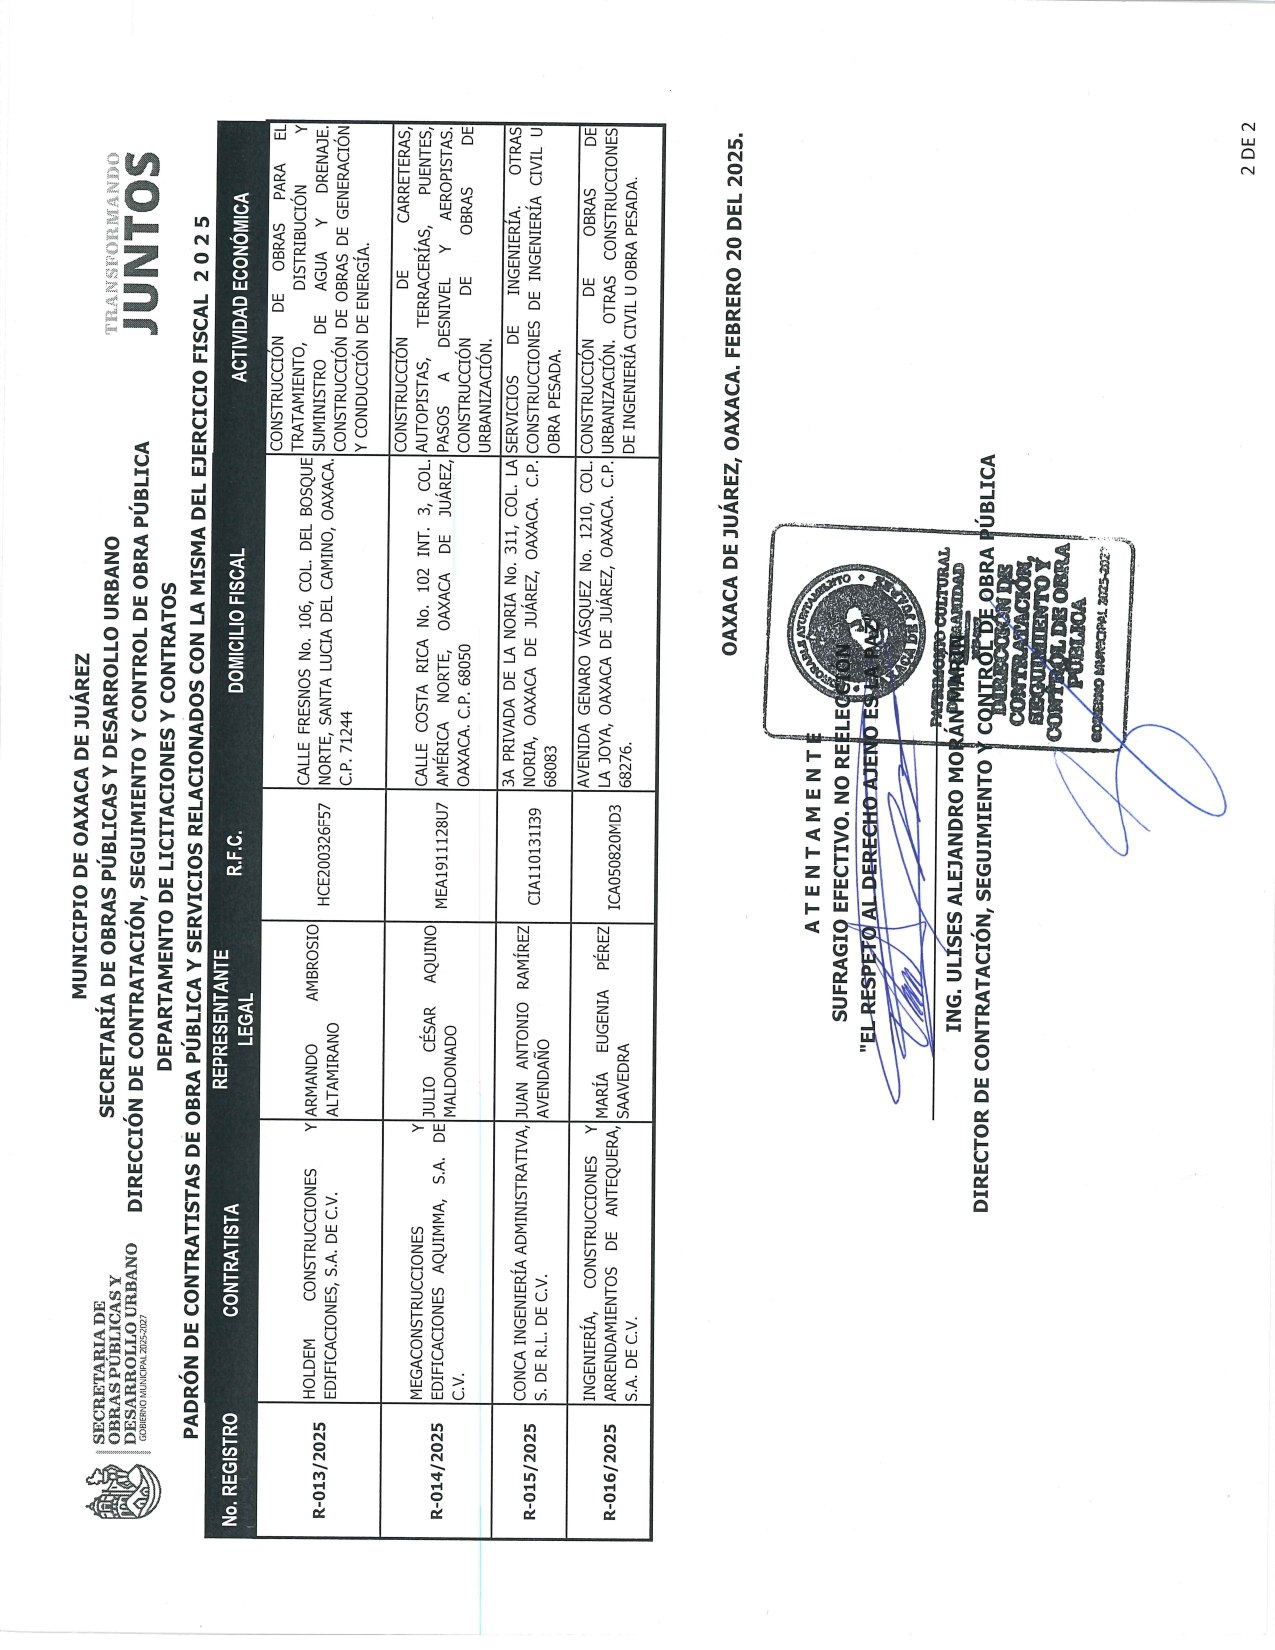 SECRETARIA DE
OBRAS PÚBLICAS Y
DESARROLLO URBANO
GOBIERNO MUNICIPAL 2025-2027
MUNICIPIO DE OAXACA DE JUÁREZ
SECRETARÍA DE OBRAS PÚBLICAS Y DESARROLLO URBANO
DIRECCIÓN DE CONTRATACIÓN, SEGUIMIENTO Y CONTROL DE OBRA PÚBLICA
DEPARTAMENTO DE LICITACIONES Y CONTRATOS
TRANSFORMANDO
JUNTOS
PADRÓN DE CONTRATISTAS DE OBRA PÚBLICA Y SERVICIOS RELACIONADOS CON LA MISMA DEL EJERCICIO FISCAL 2 0 2 5
No. REGISTRO
CONTRATISTA
REPRESENTANTE
LEGAL
R.F.C.
DOMICILIO FISCAL
ACTIVIDAD ECONÓMICA
R-013/2025
HOLDEM CONSTRUCCIONES Y
EDIFICACIONES, S.A. DE C.V.
ARMANDO AMBROSIO
ALTAMIRANO
HCE200326F57
CALLE FRESNOS No. 106, COL. DEL BOSQUE
NORTE, SANTA LUCIA DEL CAMINO, OAXACA.
C.P. 71244
CONSTRUCCIÓN DE OBRAS PARA EL
TRATAMIENTO, DISTRIBUCIÓN Y
SUMINISTRO DE AGUA Y DRENAJE.
CONSTRUCCIÓN DE OBRAS DE GENERACIÓN
Y CONDUCCIÓN DE ENERGÍA.
R-014/2025
MEGACONSTRUCCIONES Y
EDIFICACIONES AQUIMMA, S.A. DE
C.V.
JULIO CÉSAR AQUINO
MALDONADO
MEA1911128U7
CALLE COSTA RICA No. 102 INT. 3, COL.
AMÉRICA NORTE, OAXACA DE JUÁREZ,
OAXACA. C.P. 68050
CONSTRUCCIÓN DE CARRETERAS,
AUTOPISTAS, TERRACERÍAS, PUENTES,
PASOS A DESNIVEL Y AEROPISTAS.
CONSTRUCCIÓN DE OBRAS DE
URBANIZACIÓN.
R-015/2025
CONCA INGENIERÍA ADMINISTRATIVA,
S. DE R.L. DE C.V.
JUAN ANTONIO RAMÍREZ
AVENDAÑO
CIA110131I39
3A PRIVADA DE LA NORIA No. 311, COL. LA
NORIA, OAXACA DE JUÁREZ, OAXACA. C.P.
68083
SERVICIOS DE INGENIERÍA. OTRAS
CONSTRUCCIONES DE INGENIERÍA CIVIL U
OBRA PESADA.
R-016/2025
INGENIERÍA, CONSTRUCCIONES Y
ARRENDAMIENTOS DE ANTEQUERA,
S.A. DE C.V.
MARÍA EUGENIA PÉREZ
SAAVEDRA
ICA050820MD3
AVENIDA GENARO VÁSQUEZ No. 1210, COL.
LA JOYA, OAXACA DE JUÁREZ, OAXACA. C.P.
68276.
CONSTRUCCIÓN DE OBRAS DE
URBANIZACIÓN. OTRAS CONSTRUCCIONES
DE INGENIERÍA CIVIL U OBRA PESADA.
OAXACA DE JUÁREZ, OAXACA. FEBRERO 20 DEL 2025.
A T E N T A M E N T E
SUFRAGIO EFECTIVO. NO REELECCIÓN
"EL RESPETO AL DERECHO AJENO ES LA PAZ
ING. ULISES ALEJANDRO MORÁN
DIRECTOR DE CONTRATACIÓN, SEGUIMIENTO Y CONTROL DE OBRA PÚBLICA
PATRIMONIO CULTURAL
DIRECCIÓN DE
CONTRATACIÓN,
SEGUIMIENTO Y
CONTROL DE OBRA
PÚBLICA
GOBIERNO MUNICIPAL 2025-2027
2 DE 2